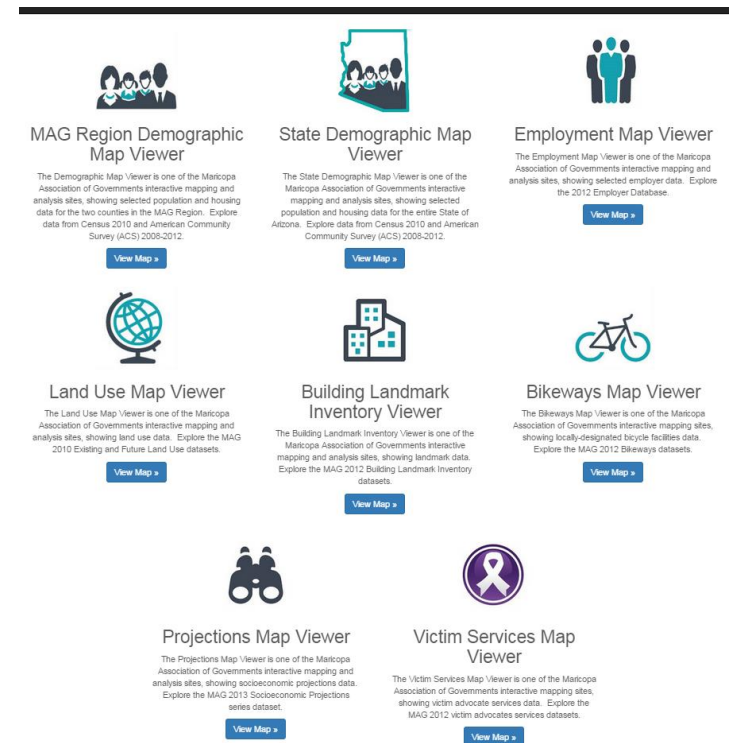 MAG Region Demographic
Map Viewer
The Demographic Map Viewer is one of the Maricopa
Association of Governments interactive mapping and
analysis sites, showing selected population and housing
data for the two counties in the MAG Region. Explore
data from Census 2010 and American Community
Survey (ACS) 2008-2012.
View Map »
State Demographic Map
Viewer
The State Demographic Map Viewer is one of the
Maricopa Association of Governments interactive
mapping and analysis sites, showing selected
population and housing data for the entire State of
Arizona. Explore data from Census 2010 and American
Community Survey (ACS) 2008-2012.
View Map »
Employment Map Viewer
The Employment Map Viewer is one of the Maricopa
Association of Governments interactive mapping and
analysis sites, showing selected employer data. Explore
the 2012 Employer Database.
View Map »
Land Use Map Viewer
The Land Use Map Viewer is one of the Maricopa
Association of Governments interactive mapping and
analysis sites, showing land use data. Explore the MAG
2010 Existing and Future Land Use datasets.
View Map »
Building Landmark
Inventory Viewer
The Building Landmark Inventory Viewer is one of the
Maricopa Association of Governments interactive
mapping and analysis sites, showing landmark data.
Explore the MAG 2012 Building Landmark Inventory
datasets.
View Map »
Bikeways Map Viewer
The Bikeways Map Viewer is one of the Maricopa
Association of Governments interactive mapping sites,
showing locally-designated bicycle facilities data.
Explore the MAG 2012 Bikeways datasets.
View Map »
Projections Map Viewer
The Projections Map Viewer is one of the Maricopa
Association of Governments interactive mapping and
analysis sites, showing socioeconomic projections data.
Explore the MAG 2013 Socioeconomic Projections
series dataset.
View Map »
Victim Services Map
Viewer
The Victim Services Map Viewer is one of the Maricopa
Association of Governments interactive mapping sites,
showing victim advocate services data. Explore the
MAG 2012 victim advocates services datasets.
View Map »